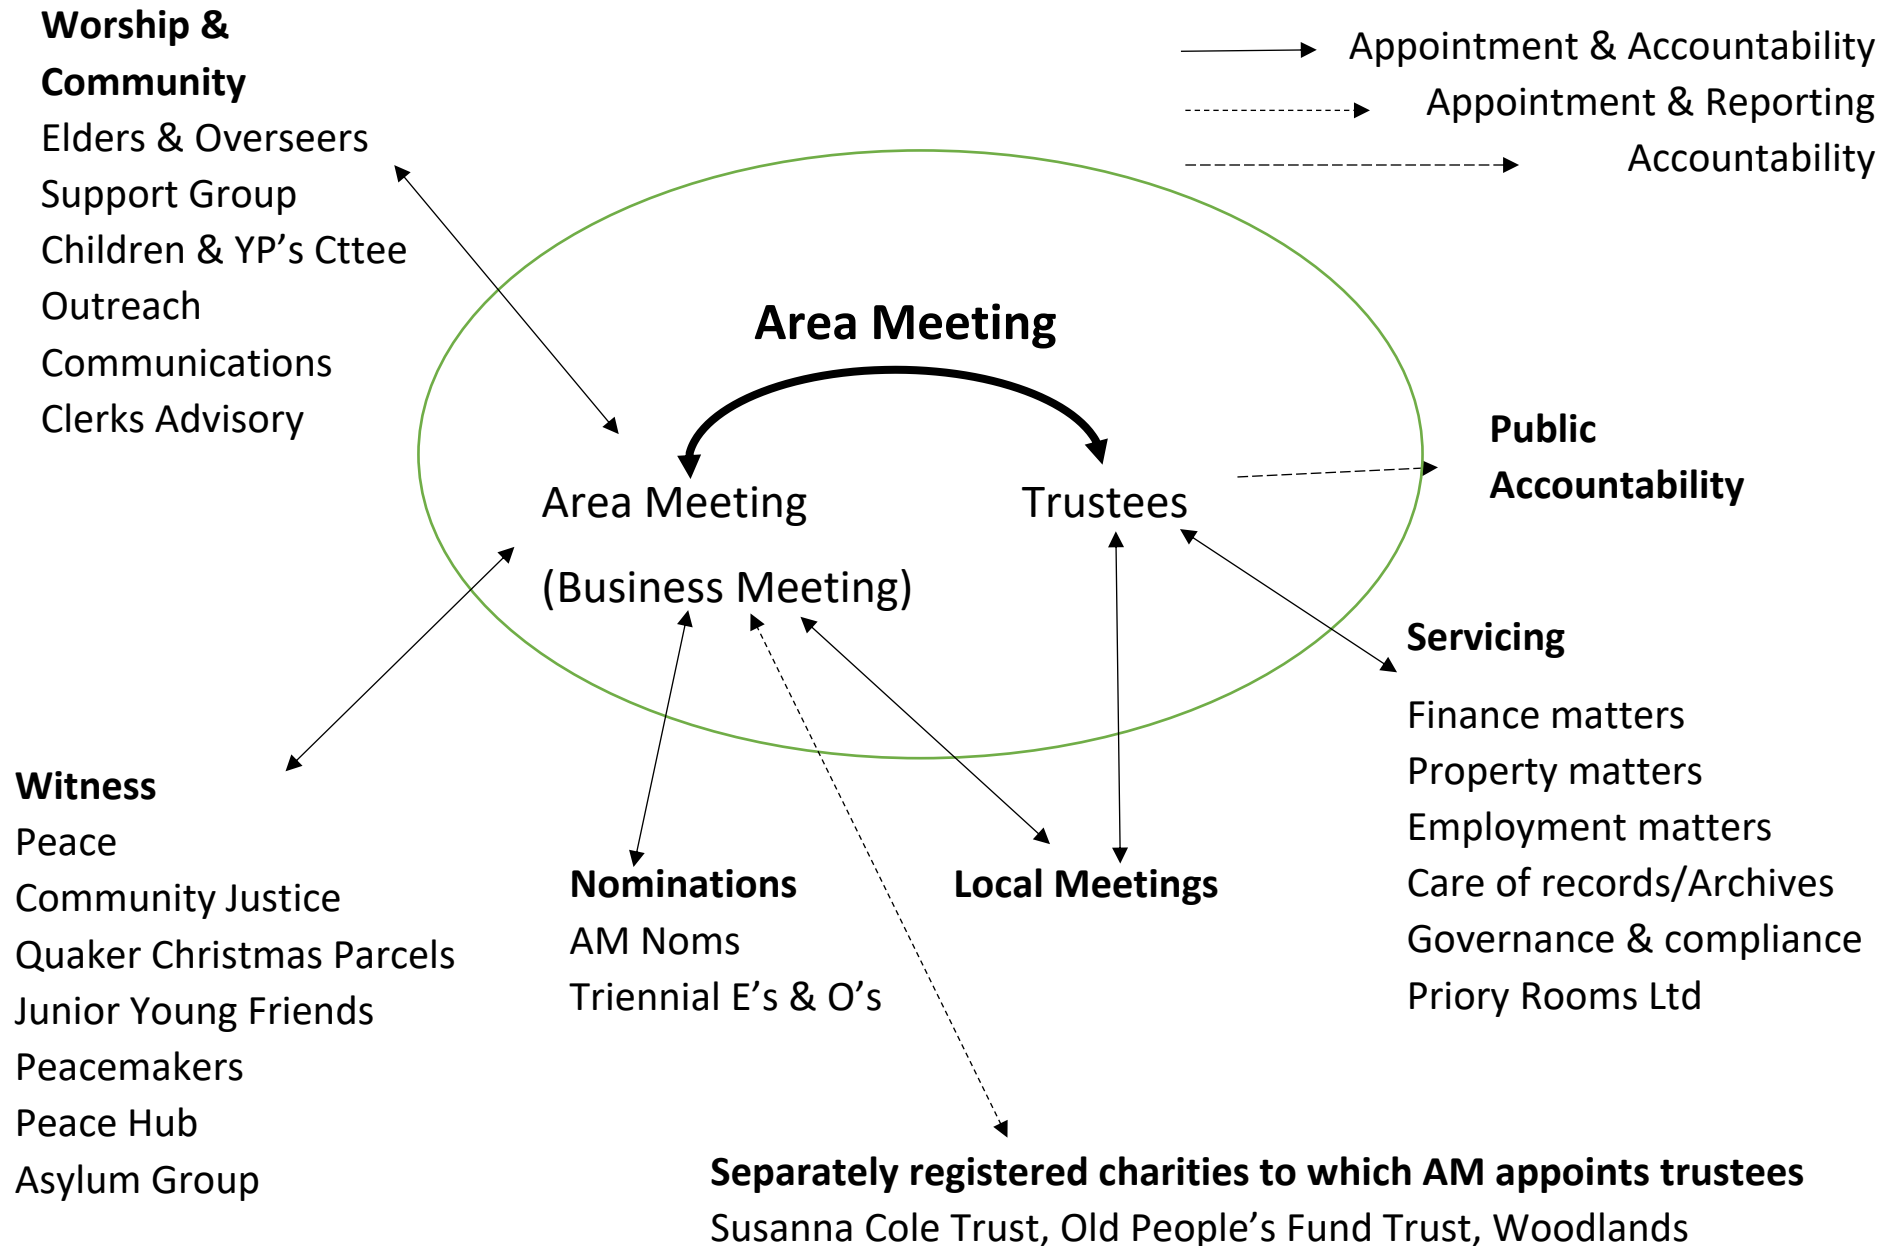 Worship &
Community
Elders & Overseers
Support Group
Children & YP’s Cttee
Outreach
Communications
Clerks Advisory
Appointment & Accountability
Appointment & Reporting
Accountability
Area Meeting
Area Meeting
(Business Meeting)
Trustees
Public
Accountability
Servicing
Finance matters
Property matters
Employment matters
Care of records/Archives
Governance & compliance
Priory Rooms Ltd
Witness
Peace
Community Justice
Quaker Christmas Parcels
Junior Young Friends
Peacemakers
Peace Hub
Asylum Group
Nominations
AM Noms
Triennial E’s & O’s
Local Meetings
Separately registered charities to which AM appoints trustees
Susanna Cole Trust, Old People’s Fund Trust, Woodlands